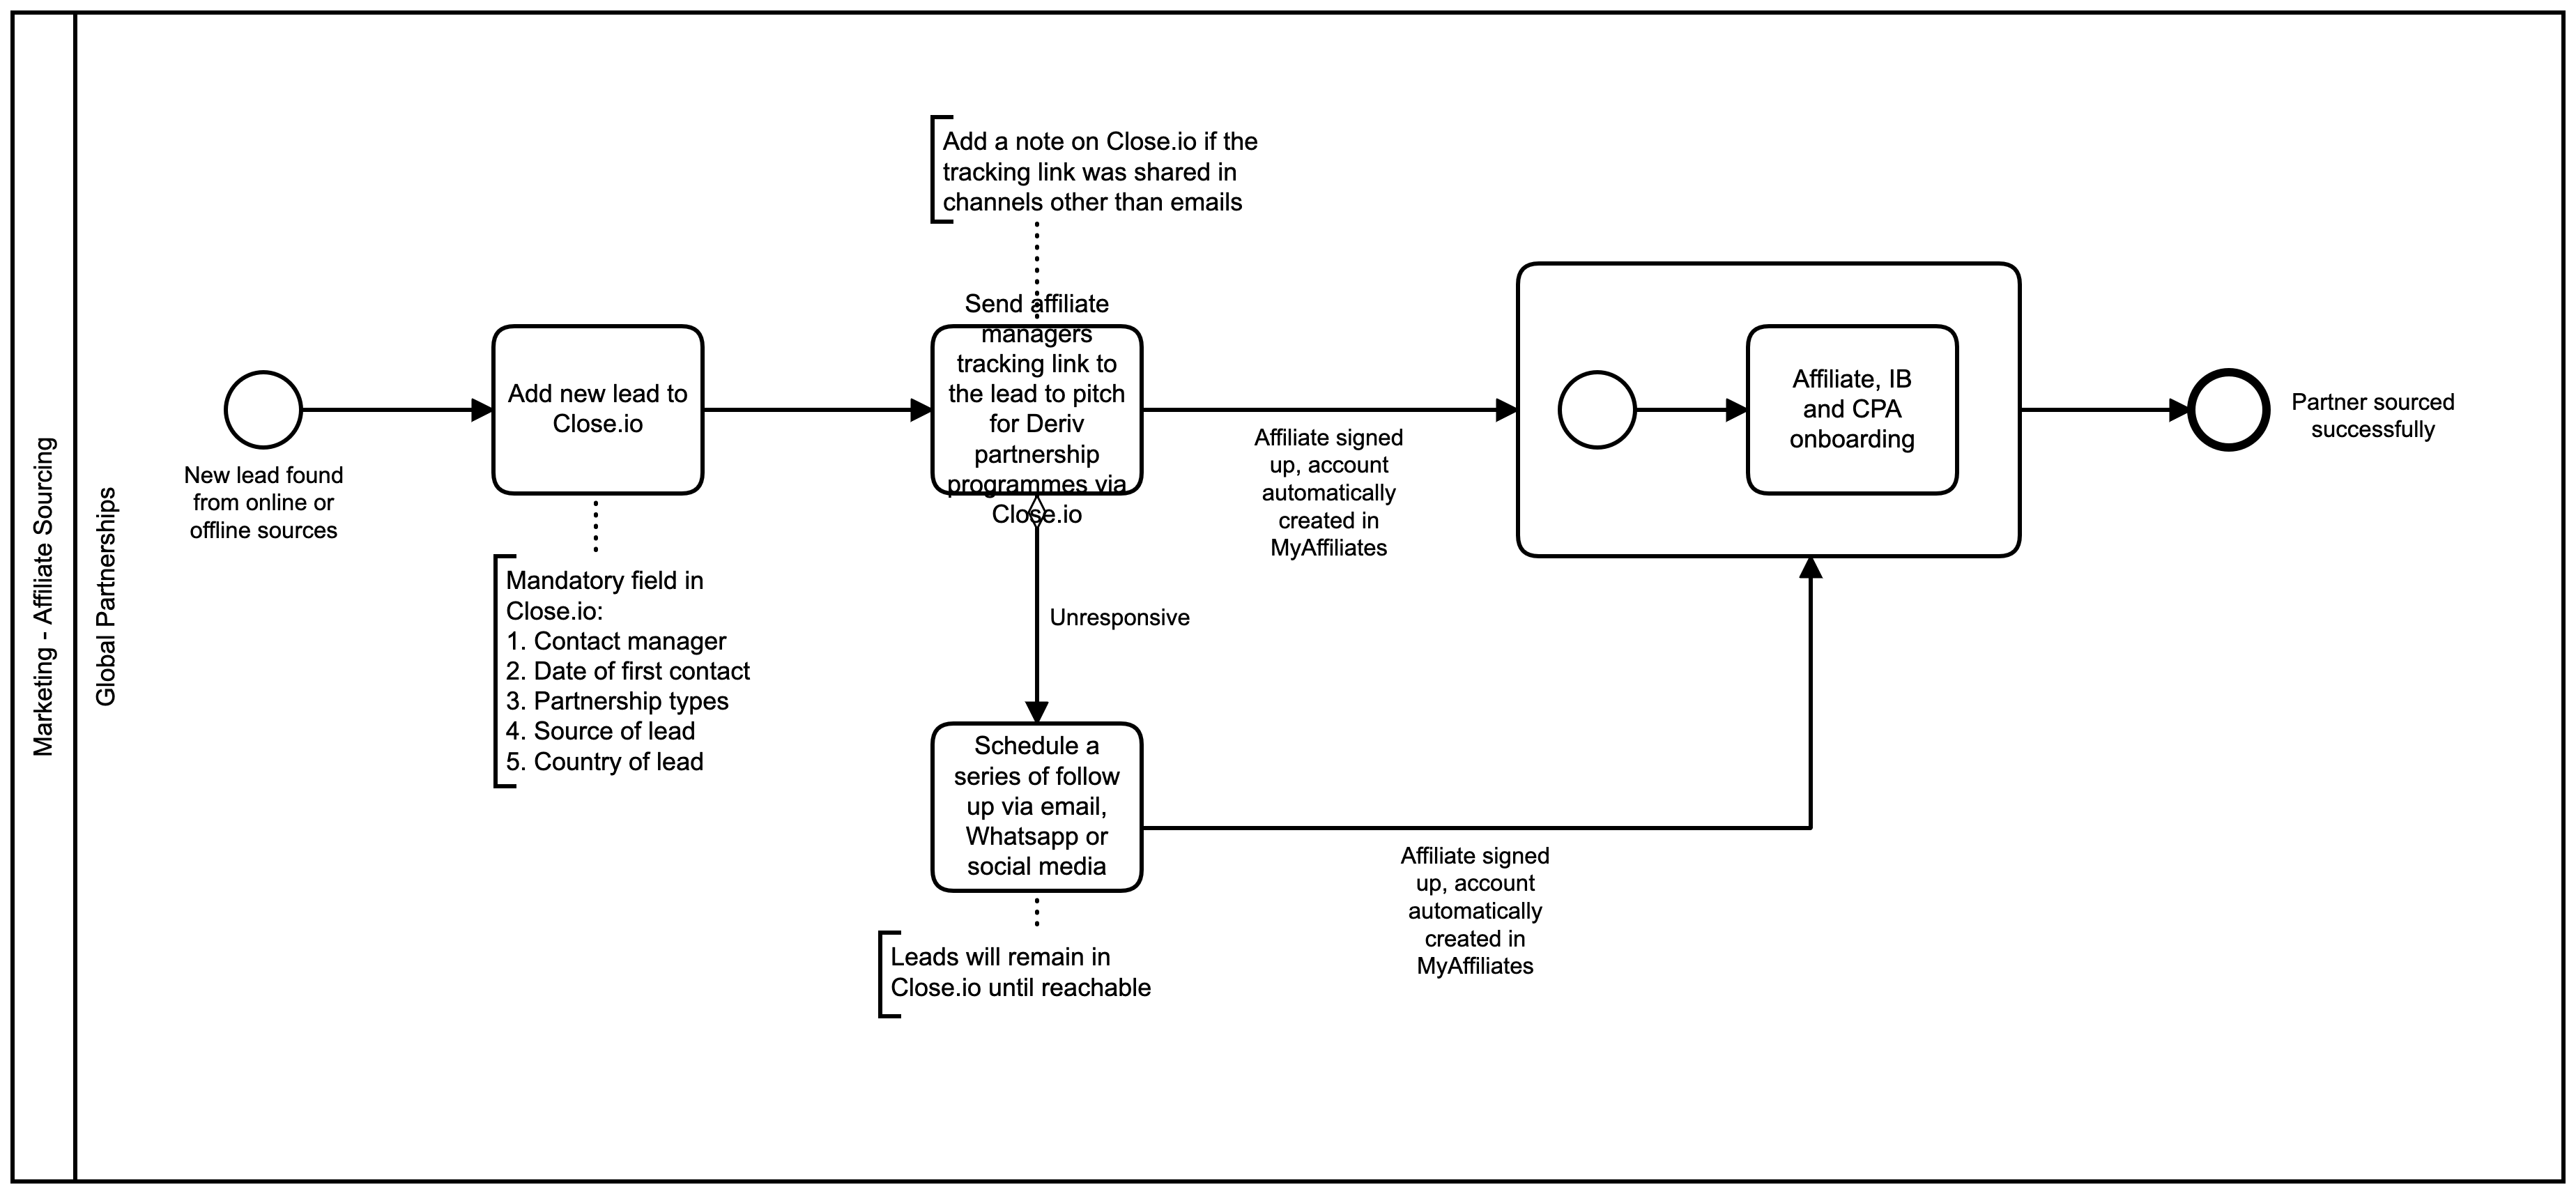 Marketing - Affiliate Sourcing
Global Partnerships
New lead found
from online or
offline sources
Add new lead to
Close.io
Mandatory field in
Close.io:
1. Contact manager
2. Date of first contact
3. Partnership types
4. Source of lead
5. Country of lead
Add a note on Close.io if the
tracking link was shared in
channels other than emails
Send affiliate
managers
tracking link to
the lead to pitch
for Deriv
partnership
programmes via
Close.io
Unresponsive
Schedule a
series of follow
up via email,
Whatsapp or
social media
Leads will remain in
Close.io until reachable
Affiliate signed
up, account
automatically
created in
MyAffiliates
Affiliate signed
up, account
automatically
created in
MyAffiliates
Affiliate, IB
and CPA
onboarding
Partner sourced
successfully